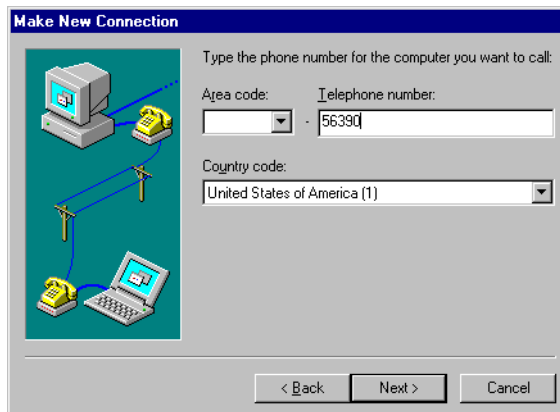 Make New Connection
Type the phone number for the computer you want to call:
Area code: Telephone number:
- 56390
Country code:
United States of America (1)
< Back Next > Cancel